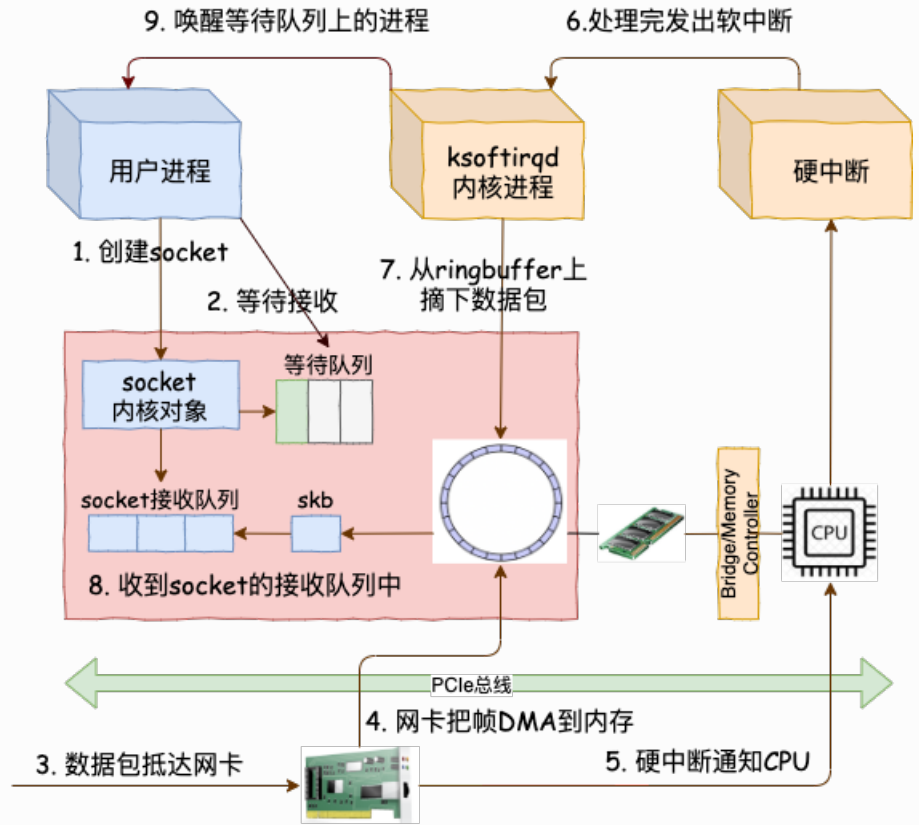 9. 唤醒等待队列上的进程
6.处理完发出软中断
用户进程
ksoftirqd
内核进程
硬中断
1. 创建socket
2. 等待接收
7. 从ringbuffer上
摘下数据包
等待队列
socket
内核对象
socket接收队列
skb
8. 收到socket的接收队列中
Bridge/Memory
Controller
CPU
PCIe总线
4. 网卡把帧DMA到内存
3. 数据包抵达网卡
5. 硬中断通知CPU